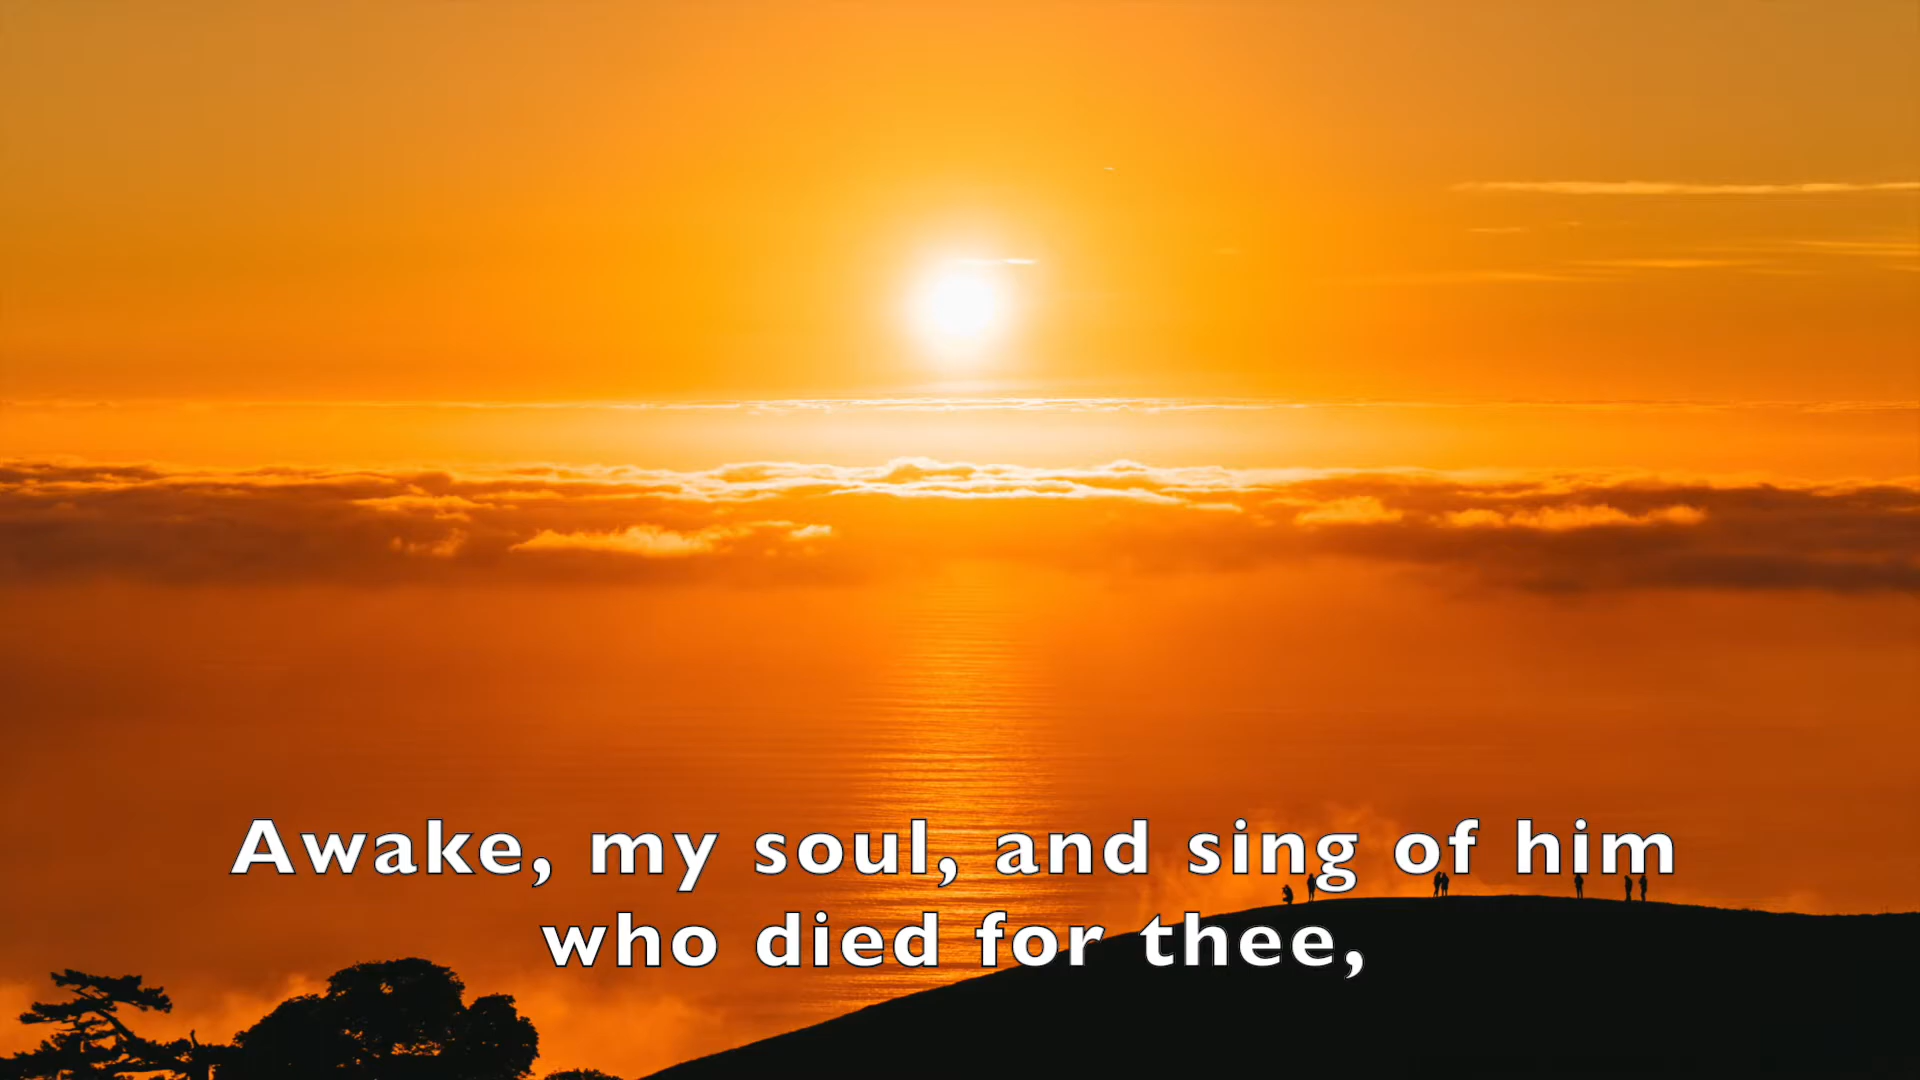 Awake, my soul, and sing of him
who died for thee,